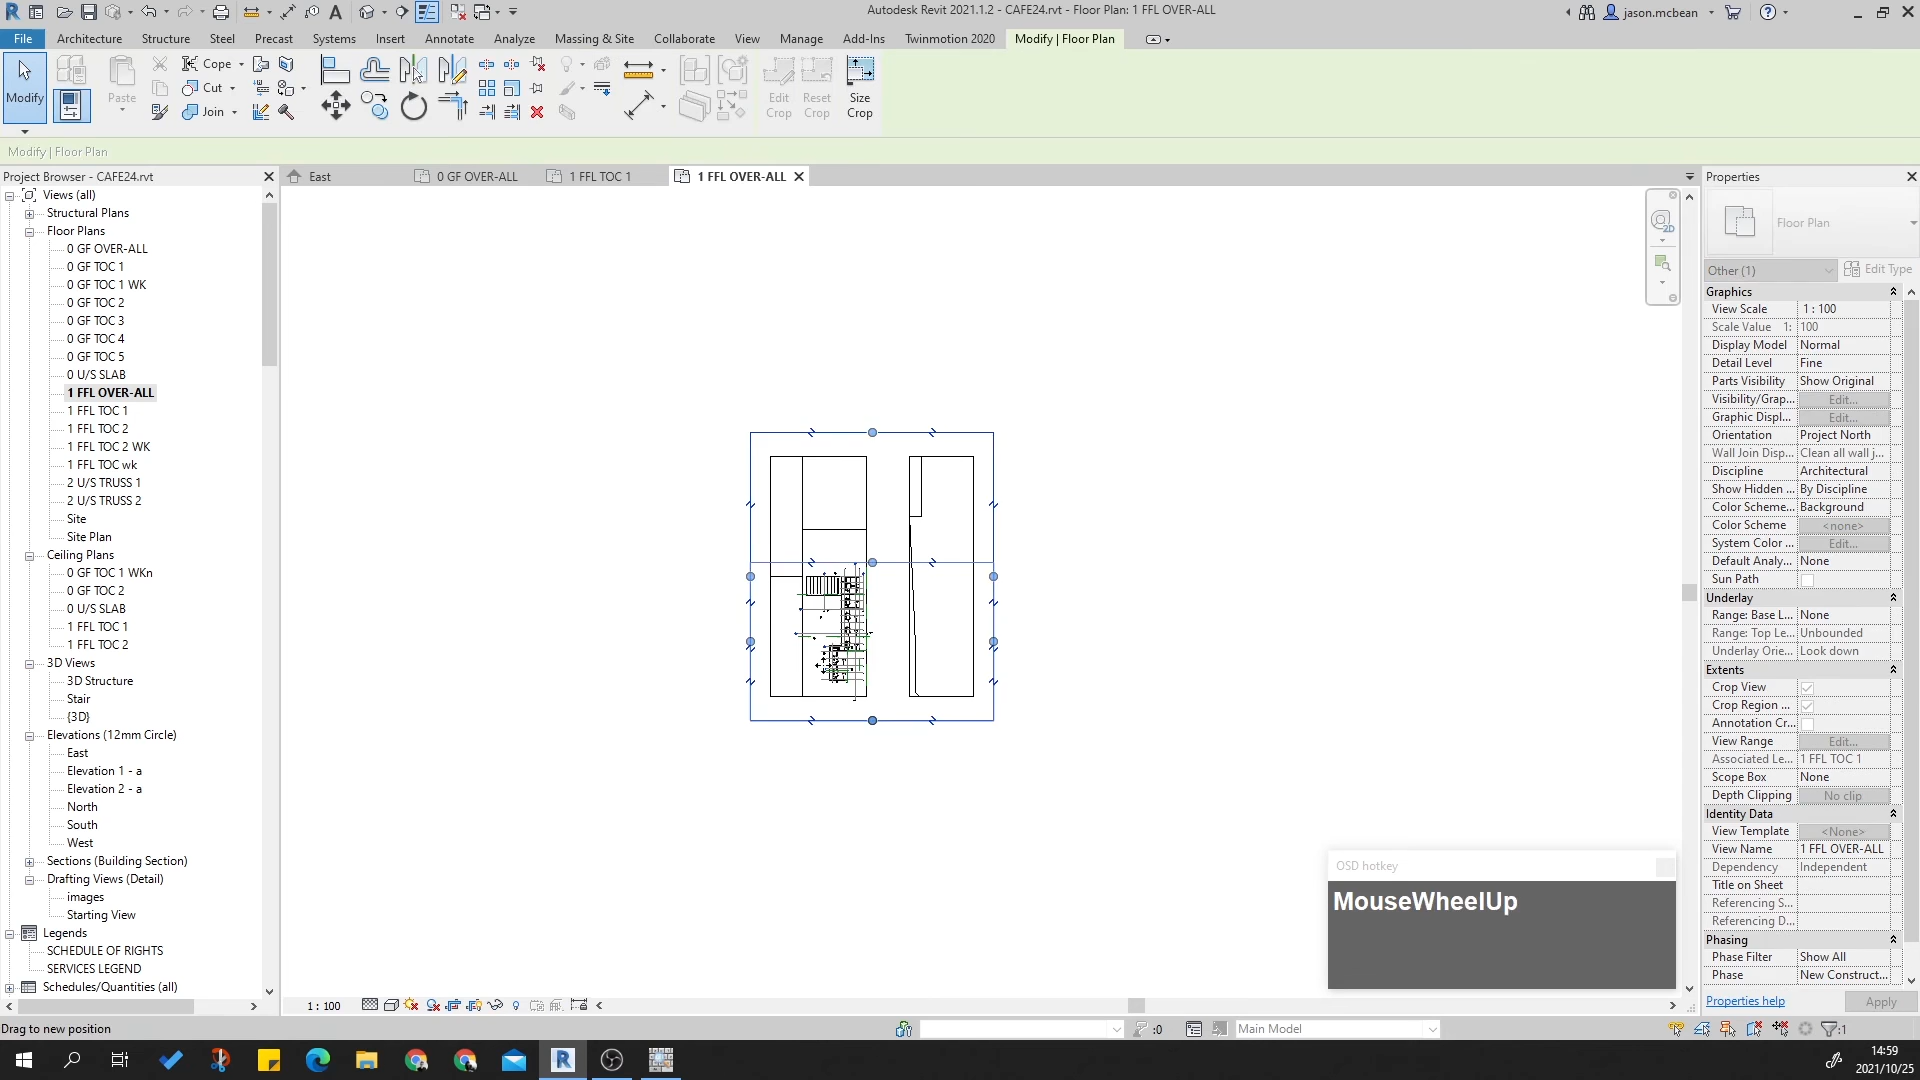 Autodesk Revit 2021.1.2 - CAFE24.rvt - Floor Plan: 1 FFL OVER-ALL
jason.mcbean
File Architecture Structure Steel Precast Systems Insert Annotate Analyze Massing & Site Collaborate View Manage Add-Ins Twinmotion 2020 Modify | Floor Plan
Modify
Paste
Cope
Cut
Join
Edit Crop
Reset Crop
Size Crop
Modify | Floor Plan
Project Browser - CAFE24.rvt
East
0 GF OVER-ALL
1 FFL TOC 1
1 FFL OVER-ALL
Views (all)
Structural Plans
Floor Plans
0 GF OVER-ALL
0 GF TOC 1
0 GF TOC 1 WK
0 GF TOC 2
0 GF TOC 3
0 GF TOC 4
0 GF TOC 5
0 U/S SLAB
1 FFL OVER-ALL
1 FFL TOC 1
1 FFL TOC 2
1 FFL TOC 2 WK
1 FFL TOC wk
2 U/S TRUSS 1
2 U/S TRUSS 2
Site
Site Plan
Ceiling Plans
0 GF TOC 1 WKn
0 GF TOC 2
0 U/S SLAB
1 FFL TOC 1
1 FFL TOC 2
3D Views
3D Structure
Stair
{3D}
Elevations (12mm Circle)
East
Elevation 1 - a
Elevation 2 - a
North
South
West
Sections (Building Section)
Drafting Views (Detail)
images
Starting View
Legends
SCHEDULE OF RIGHTS
SERVICES LEGEND
Schedules/Quantities (all)
2D
OSD hotkey
MouseWheelUp
1 : 100
Properties
Floor Plan
Other (1)
Edit Type
Graphics
View Scale 1 : 100
Scale Value 1: 100
Display Model Normal
Detail Level Fine
Parts Visibility Show Original
Visibility/Grap... Edit...
Graphic Displ... Edit...
Orientation Project North
Wall Join Disp... Clean all wall j...
Discipline Architectural
Show Hidden ... By Discipline
Color Scheme... Background
Color Scheme <none>
System Color ... Edit...
Default Analy... None
Sun Path
Underlay
Range: Base L... None
Range: Top Le... Unbounded
Underlay Orie... Look down
Extents
Crop View
Crop Region ...
Annotation Cr...
View Range Edit...
Associated Le... 1 FFL TOC 1
Scope Box None
Depth Clipping No clip
Identity Data
View Template <None>
View Name 1 FFL OVER-ALL
Dependency Independent
Title on Sheet
Referencing S...
Referencing D...
Phasing
Phase Filter Show All
Phase New Construct...
Properties help
Apply
Drag to new position
:0
Main Model
:1
14:59
2021/10/25